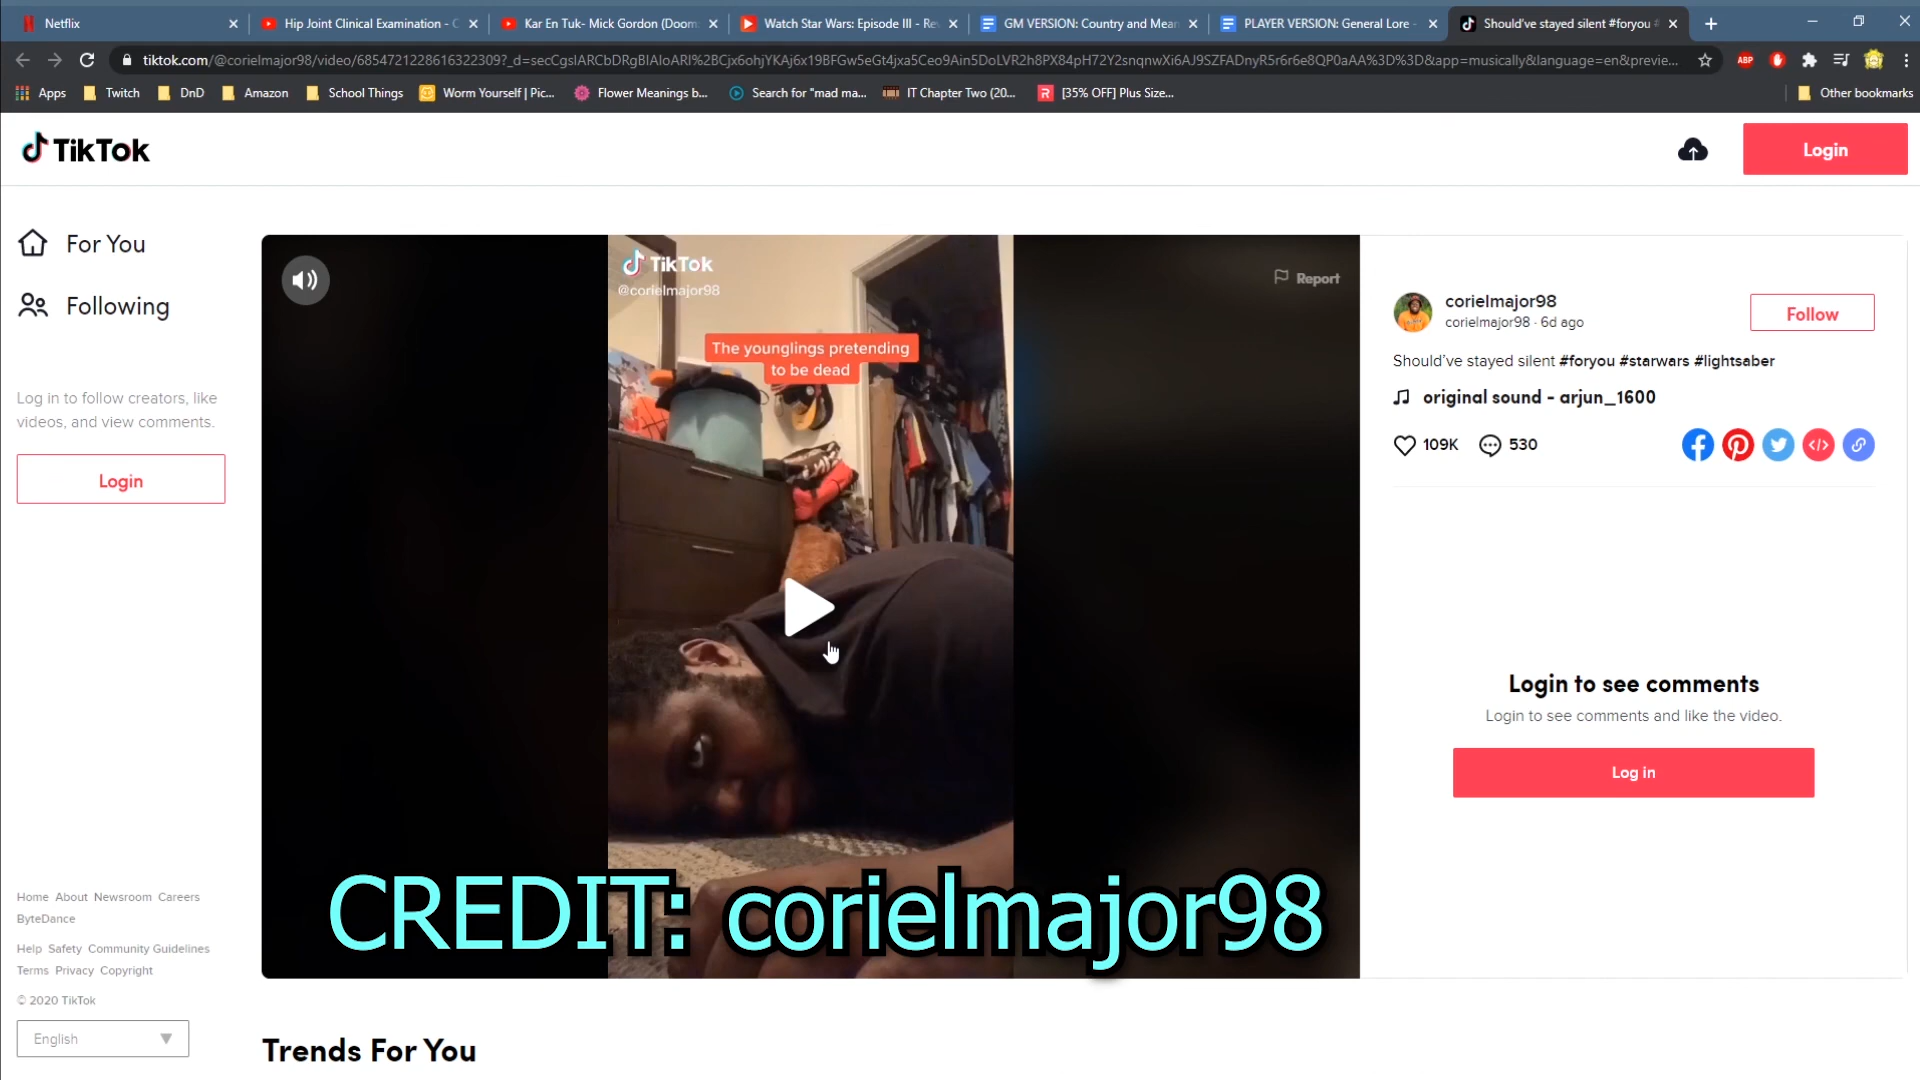 Netflix
Hip Joint Clinical Examination - C
Kar En Tuk- Mick Gordon (Doom
Watch Star Wars: Episode III - Re
GM VERSION: Country and Mean
PLAYER VERSION: General Lore -
Should've stayed silent #foryou #
tiktok.com/@corielmajor98/video/6854721228616322309?_d=secCgsIARCbDRgBIAIoARI%2BCjx6ohjYKAj6x19BFGw5eGt4jxa5Ceo9Ain5DoLVR2h8PX84pH72Y2snqnwXi6AJ9SZFADnyR5r6r6e8QP0aAA%3D%3D&app=musically&language=en&previe...
ABP
Apps
Twitch
DnD
Amazon
School Things
Worm Yourself | Pic...
Flower Meanings b...
Search for "mad ma...
IT Chapter Two (20...
[35% OFF] Plus Size...
Other bookmarks
TikTok
Login
For You
Following
Log in to follow creators, like
videos, and view comments.
Login
TikTok
@corielmajor98
Report
The younglings pretending
to be dead
corielmajor98
corielmajor98 · 6d ago
Follow
Should've stayed silent #foryou #starwars #lightsaber
original sound - arjun_1600
109K
530
Login to see comments
Login to see comments and like the video.
Log in
CREDIT: corielmajor98
Home About Newsroom Careers
ByteDance
Help Safety Community Guidelines
Terms Privacy Copyright
© 2020 TikTok
English
Trends For You